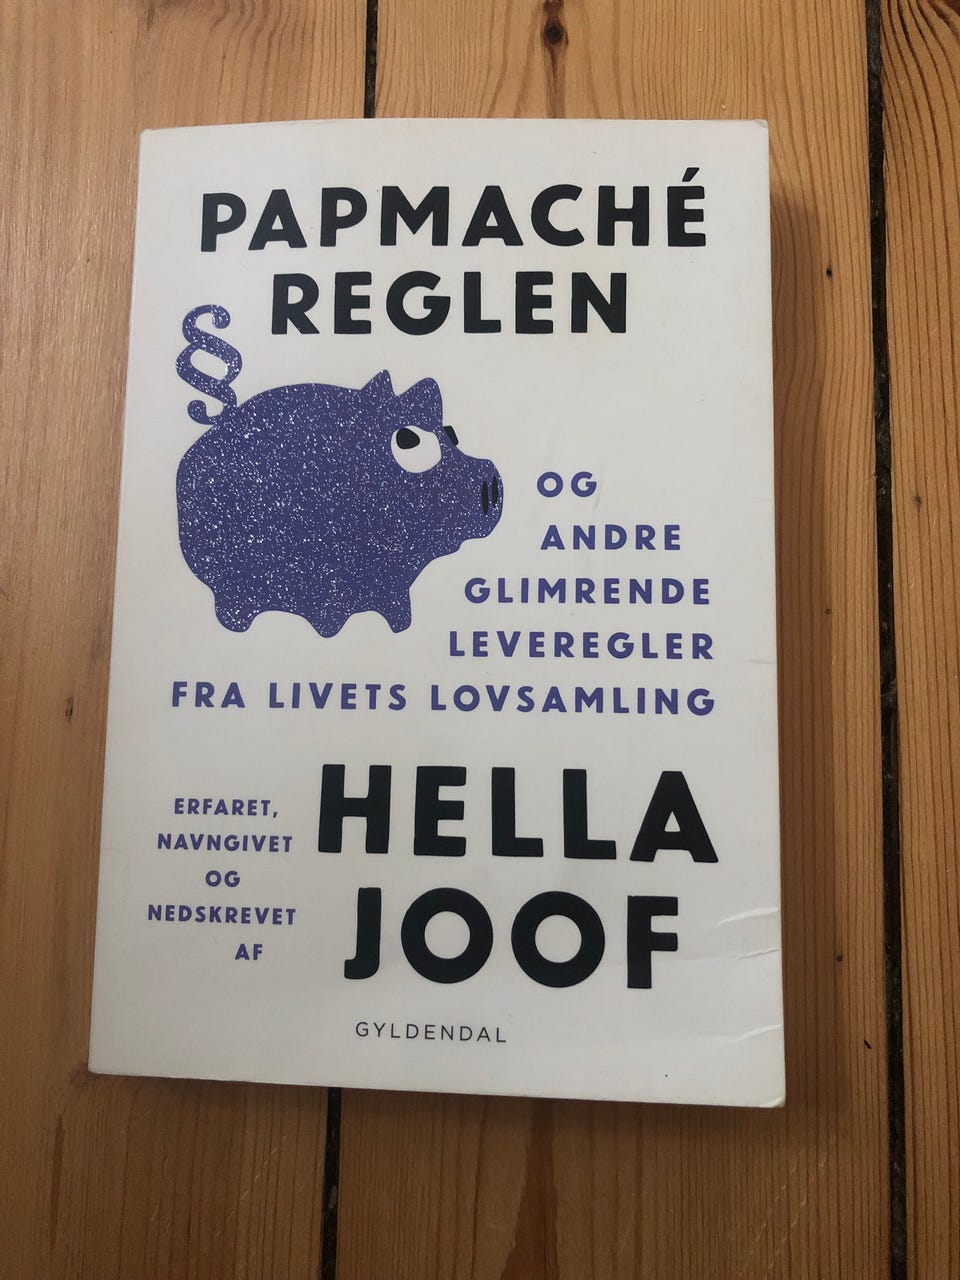 PAPMACHÉ
REGLEN
§
OG
ANDRE
GLIMRENDE
LEVEREGLER
FRA LIVETS LOVSAMLING
ERFARET,
NAVNGIVET
OG
NEDSKREVET
AF
HELLA
JOOF
GYLDENDAL